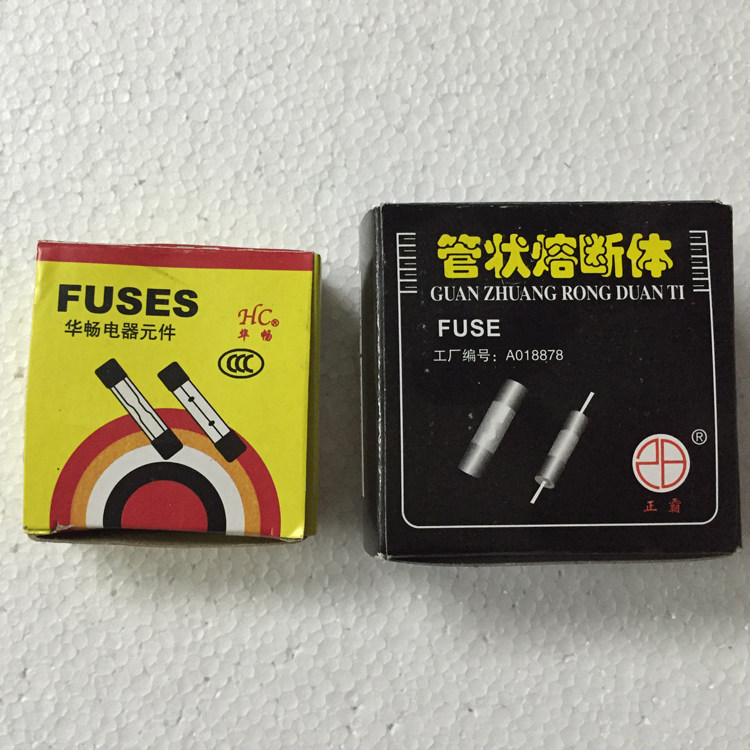 FUSES
华畅电器元件
HC®
华畅
CCC
管状熔断体
GUAN ZHUANG RONG DUAN TI
FUSE
工厂编号：A018878
®
正霸